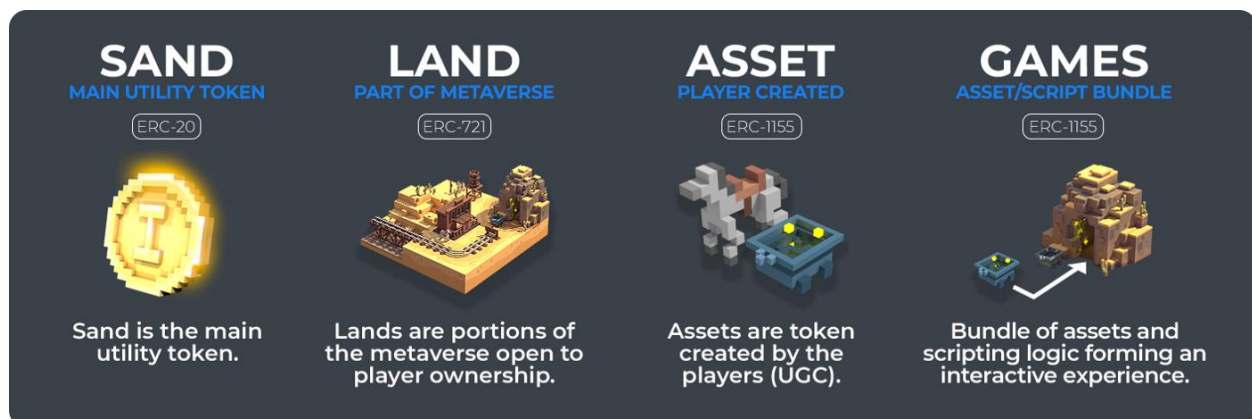 SAND
MAIN UTILITY TOKEN
ERC-20
Sand is the main
utility token.
LAND
PART OF METAVERSE
ERC-721
Lands are portions of
the metaverse open to
player ownership.
ASSET
PLAYER CREATED
ERC-1155
Assets are token
created by the
players (UGC).
GAMES
ASSET/SCRIPT BUNDLE
ERC-1155
Bundle of assets and
scripting logic forming an
interactive experience.